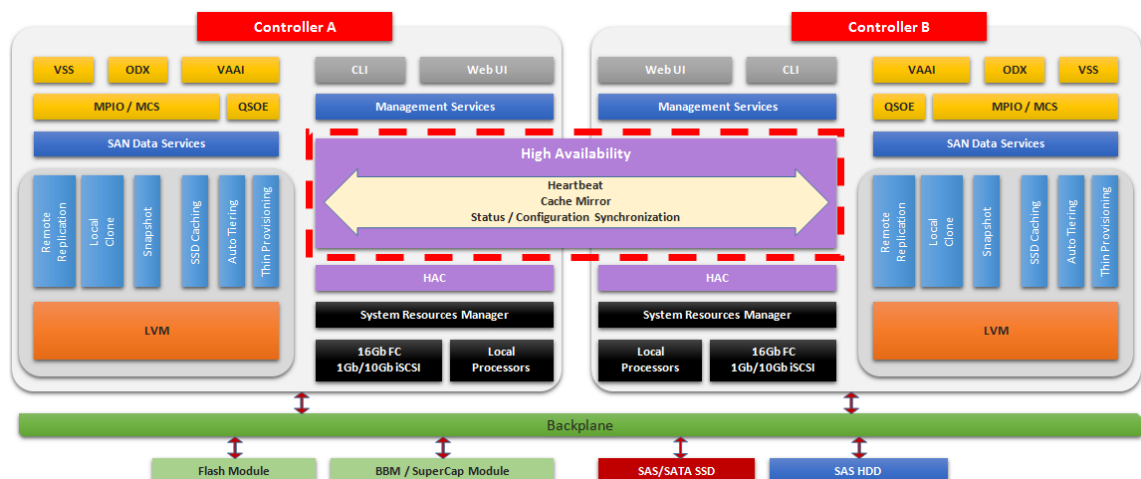 Controller A
Controller B
VSS
ODX
VAAI
CLI
Web UI
Web UI
CLI
VAAI
ODX
VSS
MPIO / MCS
QSOE
Management Services
Management Services
QSOE
MPIO / MCS
SAN Data Services
SAN Data Services
High Availability
Heartbeat
Cache Mirror
Status / Configuration Synchronization
Remote
Replication
Local
Clone
Snapshot
SSD Caching
Auto Tiering
Thin Provisioning
Remote
Replication
Local
Clone
Snapshot
SSD Caching
Auto Tiering
Thin Provisioning
HAC
HAC
LVM
System Resources Manager
System Resources Manager
LVM
16Gb FC
1Gb/10Gb iSCSI
Local
Processors
Local
Processors
16Gb FC
1Gb/10Gb iSCSI
Backplane
Flash Module
BBM / SuperCap Module
SAS/SATA SSD
SAS HDD